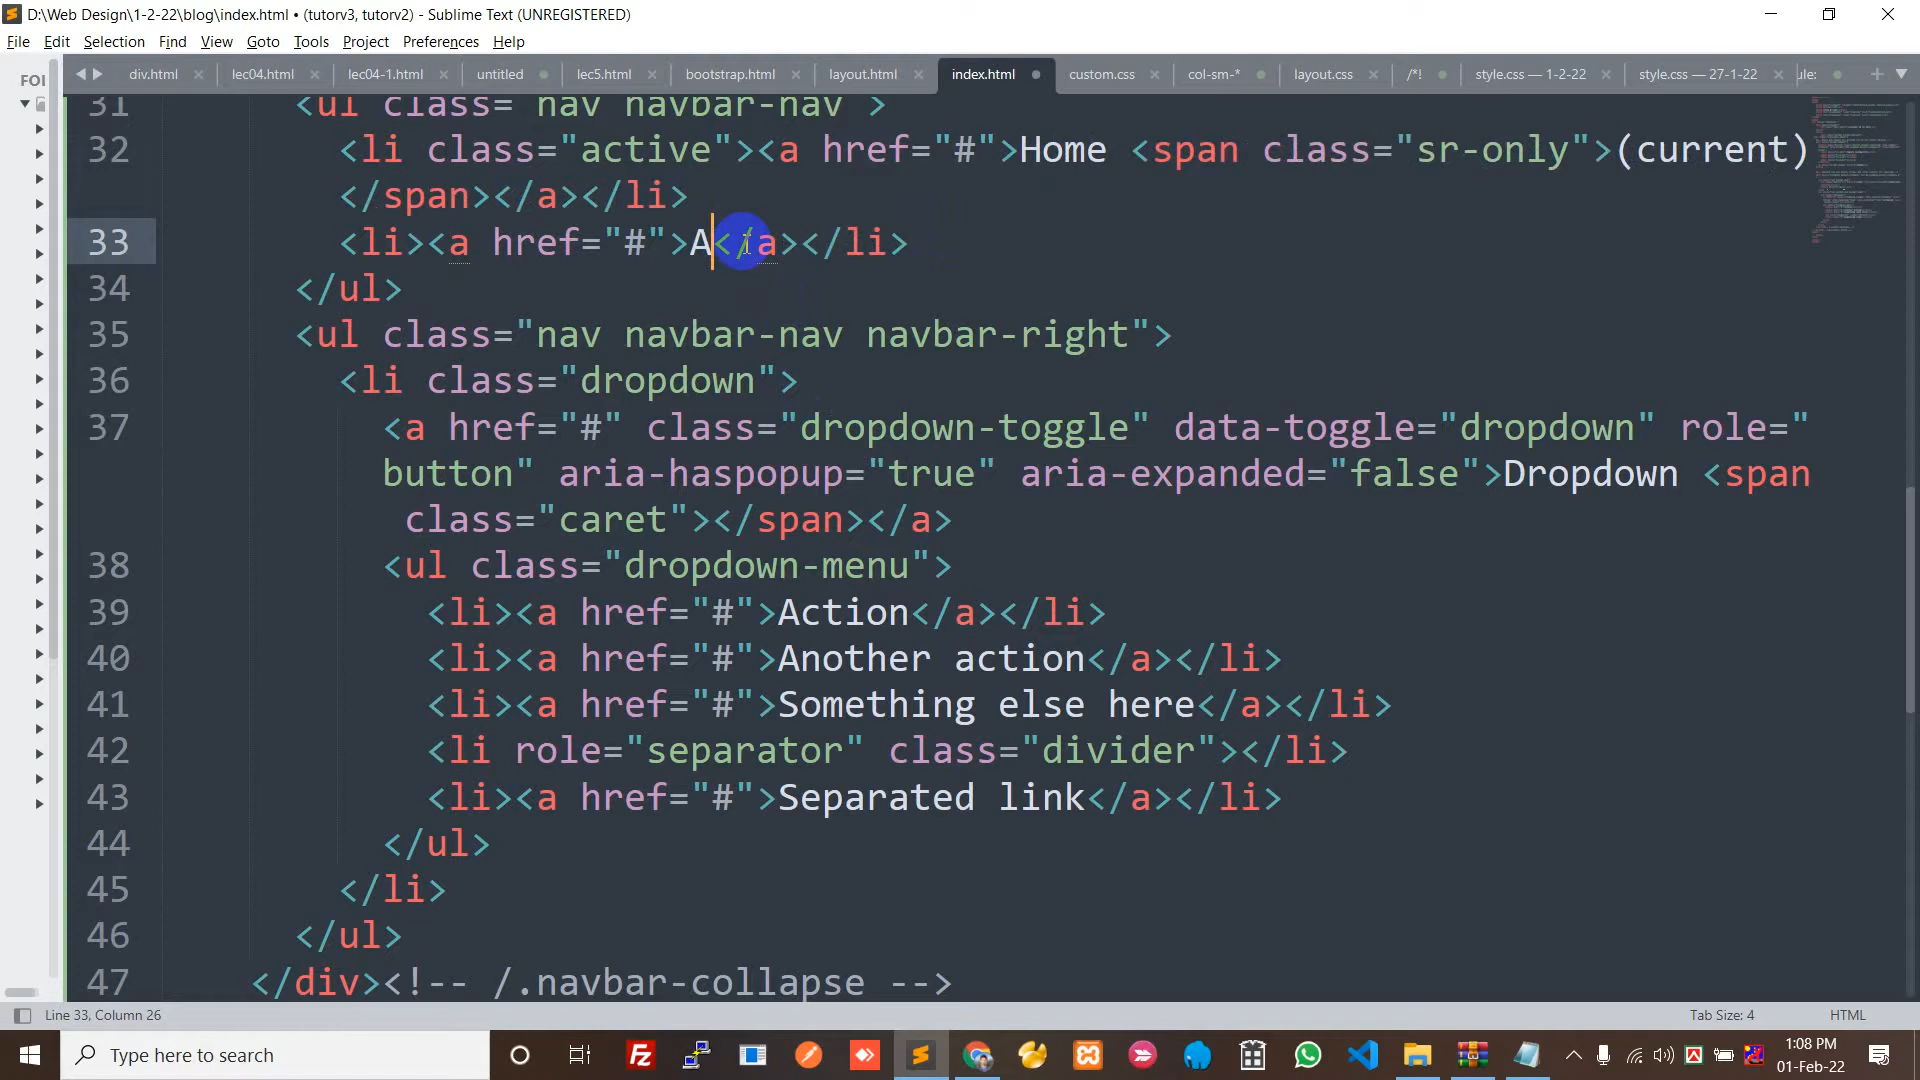 D:\Web Design\1-2-22\blog\index.html • (tutorv3, tutorv2) - Sublime Text (UNREGISTERED)
File Edit Selection Find View Goto Tools Project Preferences Help
FOI
div.html lec04.html lec04-1.html untitled lec5.html bootstrap.html layout.html index.html custom.css col-sm-* layout.css /*! style.css — 1-2-22 style.css — 27-1-22 ule:
31 <ul class="nav navbar-nav">
32 <li class="active"><a href="#">Home <span class="sr-only">(current)
</span></a></li>
33 <li><a href="#">A</a></li>
34 </ul>
35 <ul class="nav navbar-nav navbar-right">
36 <li class="dropdown">
37 <a href="#" class="dropdown-toggle" data-toggle="dropdown" role="
button" aria-haspopup="true" aria-expanded="false">Dropdown <span
class="caret"></span></a>
38 <ul class="dropdown-menu">
39 <li><a href="#">Action</a></li>
40 <li><a href="#">Another action</a></li>
41 <li><a href="#">Something else here</a></li>
42 <li role="separator" class="divider"></li>
43 <li><a href="#">Separated link</a></li>
44 </ul>
45 </li>
46 </ul>
47 </div><!-- /.navbar-collapse -->
Line 33, Column 26 Tab Size: 4 HTML
Type here to search
1:08 PM
01-Feb-22